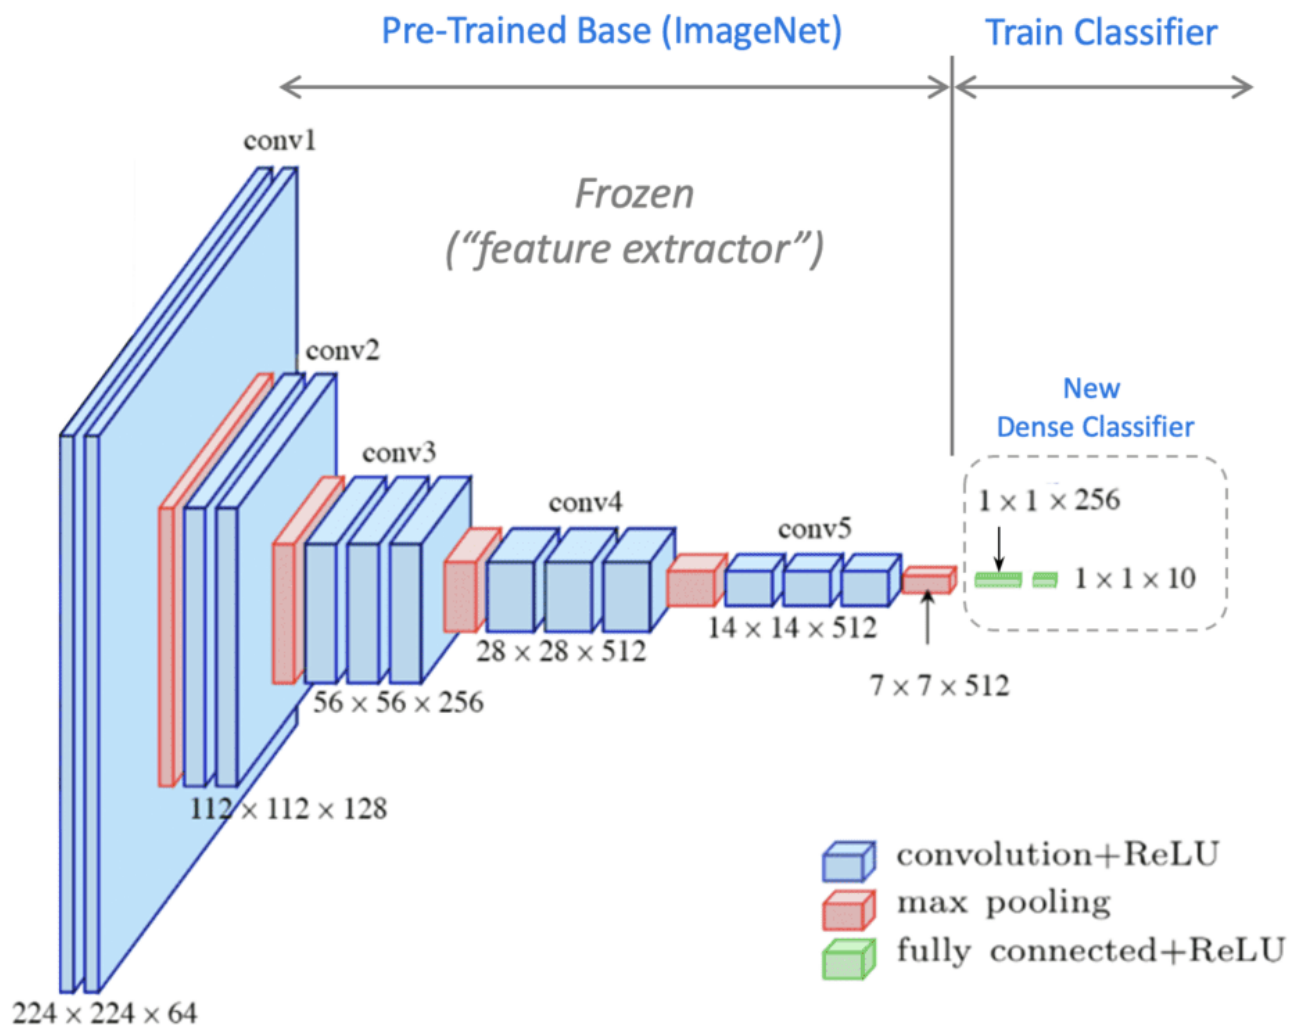 Pre-Trained Base (ImageNet)
Train Classifier
conv1
Frozen
(“feature extractor”)
conv2
New
Dense Classifier
conv3
conv4
conv5
1 × 1 × 256
1 × 1 × 10
14 × 14 × 512
28 × 28 × 512
7 × 7 × 512
56 × 56 × 256
112 × 112 × 128
convolution+ReLU
max pooling
fully connected+ReLU
224 × 224 × 64